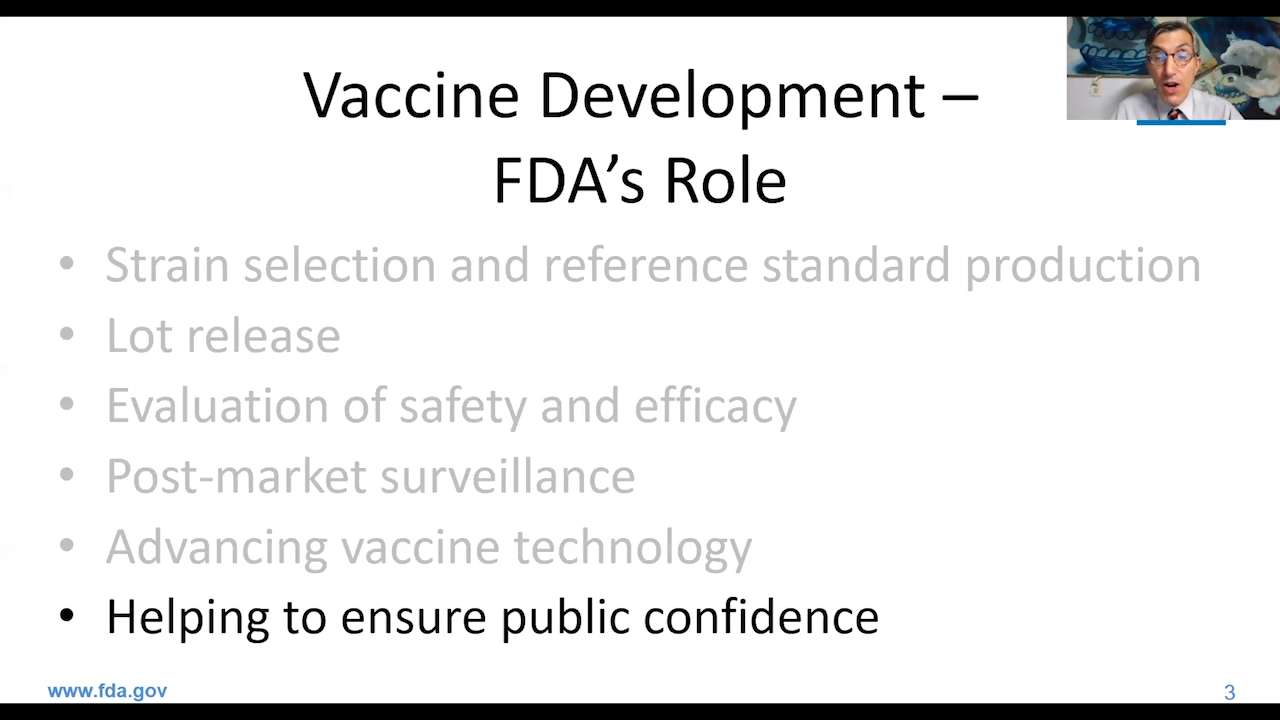 Vaccine Development –
FDA’s Role
• Strain selection and reference standard production
• Lot release
• Evaluation of safety and efficacy
• Post-market surveillance
• Advancing vaccine technology
• Helping to ensure public confidence
www.fda.gov
3